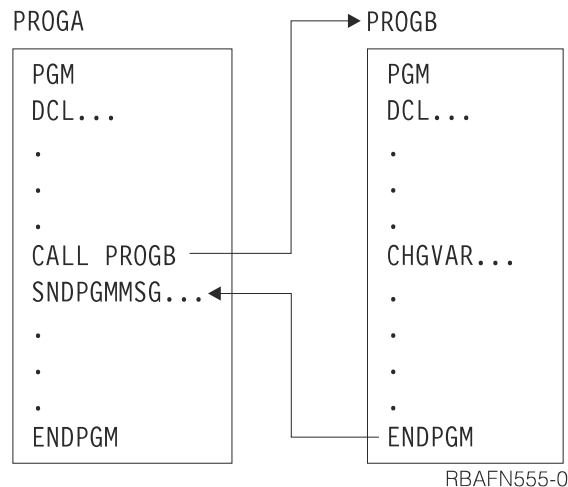 PROGA
PGM
DCL...
.
.
.
CALL PROGB
SNDPGMMSG...
.
.
.
ENDPGM
PROGB
PGM
DCL...
.
.
.
CHGVAR...
.
.
.
.
ENDPGM
RBAFN555-0